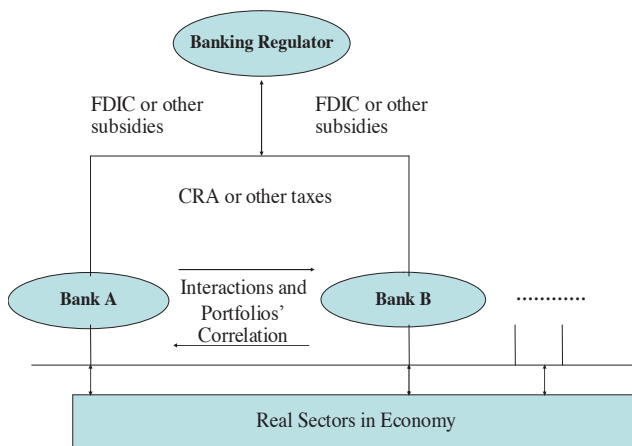 Banking Regulator
FDIC or other
subsidies
FDIC or other
subsidies
CRA or other taxes
Bank A
Interactions and
Portfolios’
Correlation
Bank B
............
Real Sectors in Economy